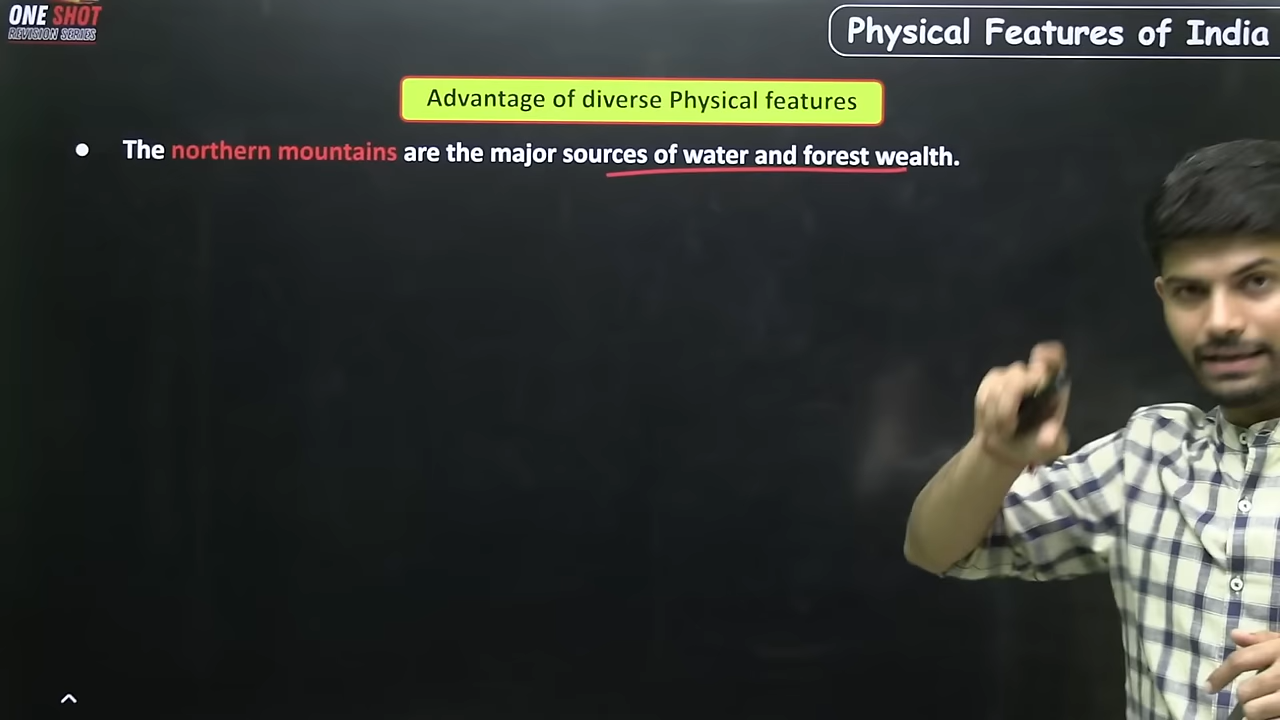 ONE SHOT
REVISION SERIES
Physical Features of India
Advantage of diverse Physical features
● The northern mountains are the major sources of water and forest wealth.